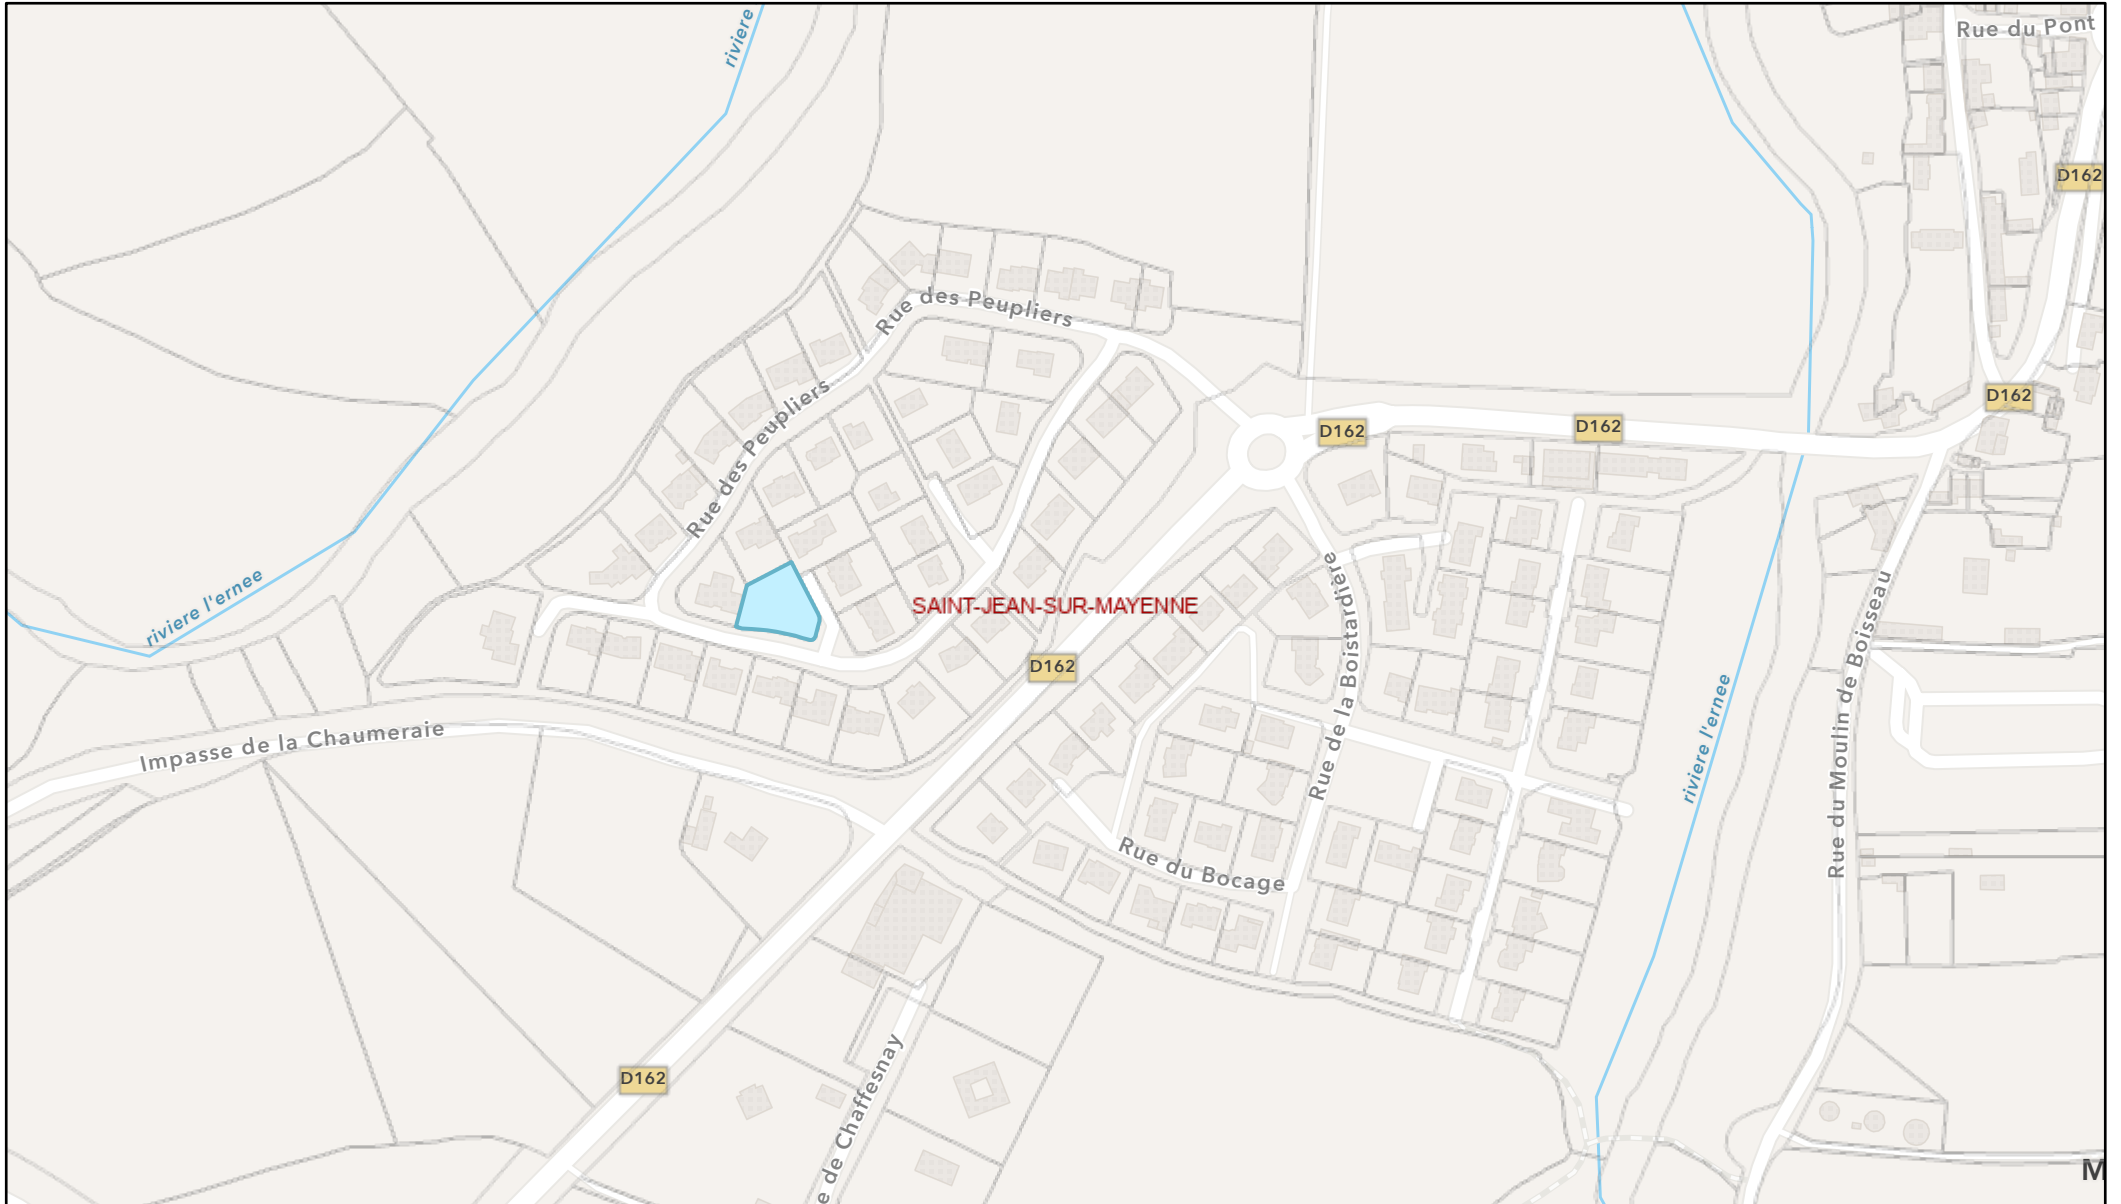 riviere
Rue du Pont
D162
Rue des Peupliers
D162
Rue des Peupliers
D162
D162
riviere l'ernee
SAINT-JEAN-SUR-MAYENNE
Rue de la Boistardiere
Rue du Moulin de Boisseau
D162
riviere l'ernee
Impasse de la Chaumeraie
Rue du Bocage
D162
e de Chaffesnay
M